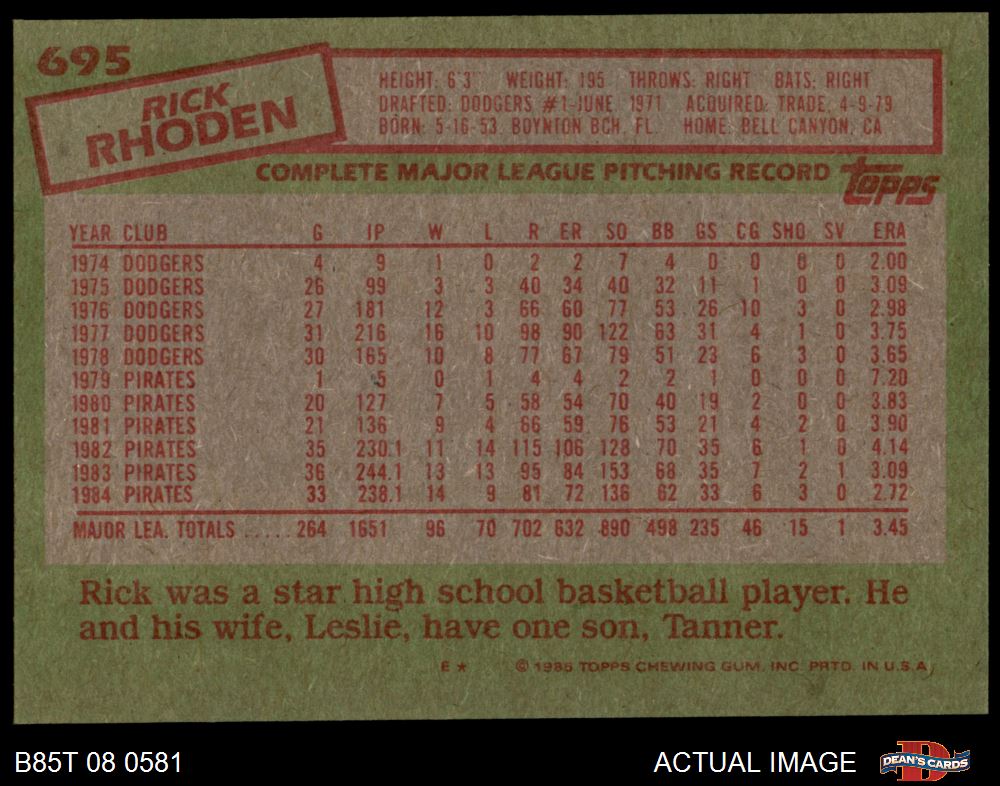 695
RICK
RHODEN
HEIGHT: 6'3" WEIGHT: 195 THROWS: RIGHT BATS: RIGHT
DRAFTED: DODGERS #1-JUNE, 1971 ACQUIRED: TRADE, 4-9-79
BORN: 5-16-53, BOYNTON BCH, FL. HOME: BELL CANYON, CA
COMPLETE MAJOR LEAGUE PITCHING RECORD topps
YEAR CLUB G IP W L R ER SO BB GS CG SHO SV ERA
1974 DODGERS 4 9 1 0 2 2 7 4 0 0 0 0 2.00
1975 DODGERS 26 99 3 3 40 34 40 32 11 1 0 0 3.09
1976 DODGERS 27 181 12 3 66 60 77 53 26 10 3 0 2.98
1977 DODGERS 31 216 16 10 98 90 122 63 31 4 1 0 3.75
1978 DODGERS 30 165 10 8 77 67 79 51 23 6 3 0 3.65
1979 PIRATES 1 5 0 1 4 4 2 2 1 0 0 0 7.20
1980 PIRATES 20 127 7 5 58 54 70 40 19 2 0 0 3.83
1981 PIRATES 21 136 9 4 66 59 76 53 21 4 2 0 3.90
1982 PIRATES 35 230.1 11 14 115 106 128 70 35 6 1 0 4.14
1983 PIRATES 36 244.1 13 13 95 84 153 68 35 7 2 1 3.09
1984 PIRATES 33 238.1 14 9 81 72 136 62 33 6 3 0 2.72
MAJOR LEA. TOTALS ..... 264 1651 96 70 702 632 890 498 235 46 15 1 3.45
Rick was a star high school basketball player. He
and his wife, Leslie, have one son, Tanner.
E * © 1985 TOPPS CHEWING GUM, INC. PRTD. IN U.S.A.
B85T 08 0581 ACTUAL IMAGE DEAN'S CARDS